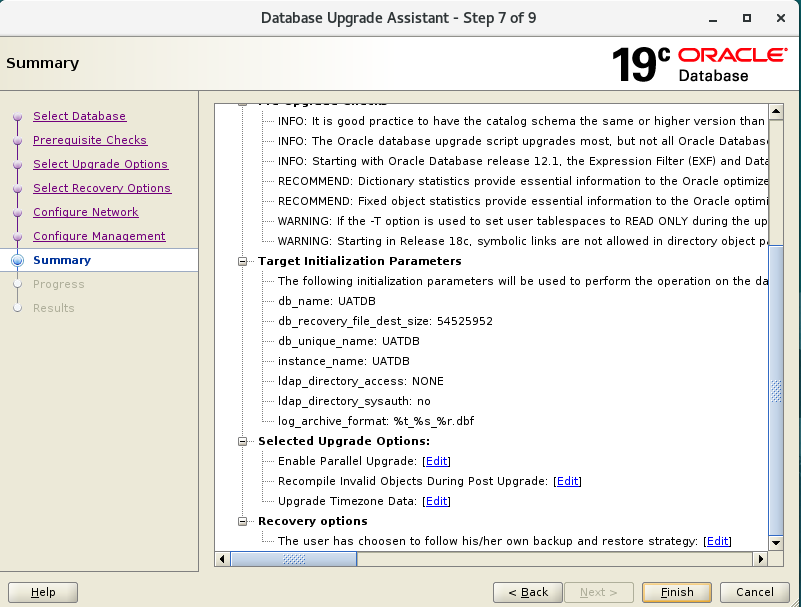 Database Upgrade Assistant - Step 7 of 9
Summary
19c ORACLE
Database
Select Database
Prerequisite Checks
Select Upgrade Options
Select Recovery Options
Configure Network
Configure Management
Summary
Progress
Results
INFO: It is good practice to have the catalog schema the same or higher version than
INFO: The Oracle database upgrade script upgrades most, but not all Oracle Databas
INFO: Starting with Oracle Database release 12.1, the Expression Filter (EXF) and Data
RECOMMEND: Dictionary statistics provide essential information to the Oracle optimize
RECOMMEND: Fixed object statistics provide essential information to the Oracle optimi
WARNING: If the -T option is used to set user tablespaces to READ ONLY during the up
WARNING: Starting in Release 18c, symbolic links are not allowed in directory object pa
Target Initialization Parameters
The following initialization parameters will be used to perform the operation on the da
db_name: UATDB
db_recovery_file_dest_size: 54525952
db_unique_name: UATDB
instance_name: UATDB
ldap_directory_access: NONE
ldap_directory_sysauth: no
log_archive_format: %t_%s_%r.dbf
Selected Upgrade Options:
Enable Parallel Upgrade: [Edit]
Recompile Invalid Objects During Post Upgrade: [Edit]
Upgrade Timezone Data: [Edit]
Recovery options
The user has choosen to follow his/her own backup and restore strategy: [Edit]
Help
< Back
Next >
Finish
Cancel